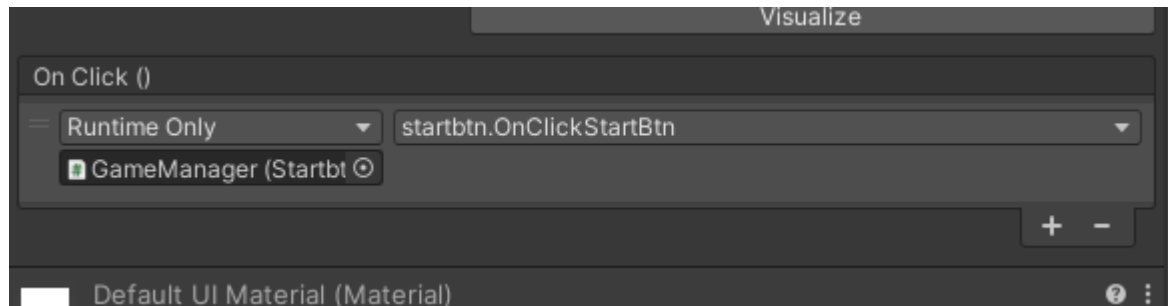 Visualize
On Click ()
Runtime Only
startbtn.OnClickStartBtn
GameManager (Startbt
+ -
Default UI Material (Material)